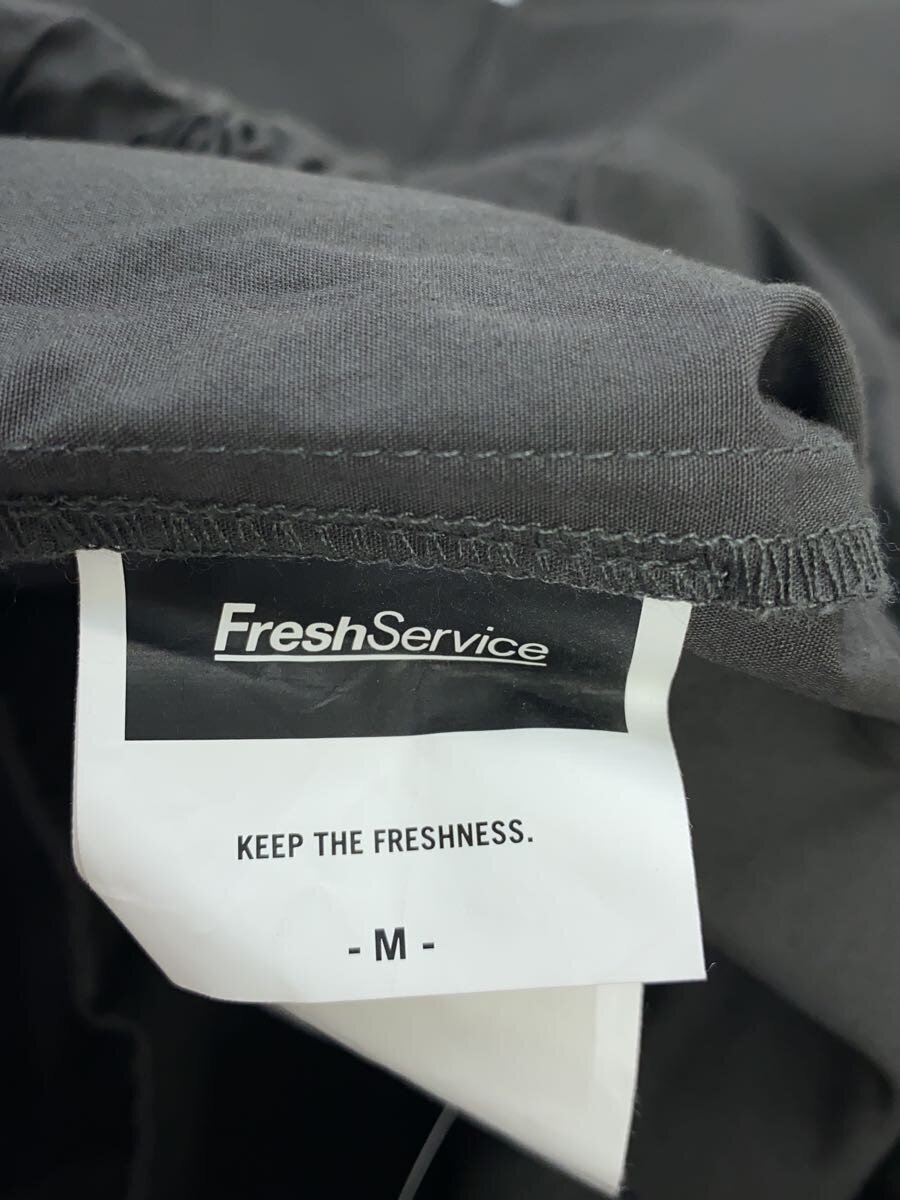 FreshService
KEEP THE FRESHNESS.
- M -